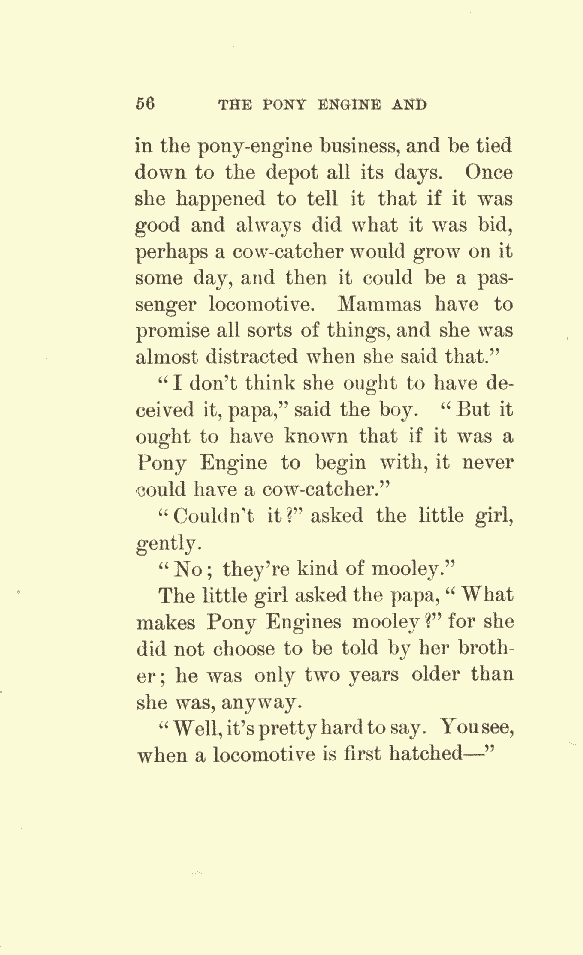 56 THE PONY ENGINE AND
in the pony-engine business, and be tied
down to the depot all its days. Once
she happened to tell it that if it was
good and always did what it was bid,
perhaps a cow-catcher would grow on it
some day, and then it could be a pas-
senger locomotive. Mammas have to
promise all sorts of things, and she was
almost distracted when she said that.”
“I don't think she ought to have de-
ceived it, papa,” said the boy. “But it
ought to have known that if it was a
Pony Engine to begin with, it never
could have a cow-catcher.”
“Couldn't it?” asked the little girl,
gently.
“No; they're kind of mooley.”
The little girl asked the papa, “What
makes Pony Engines mooley?” for she
did not choose to be told by her broth-
er; he was only two years older than
she was, anyway.
“Well, it's pretty hard to say. You see,
when a locomotive is first hatched—”